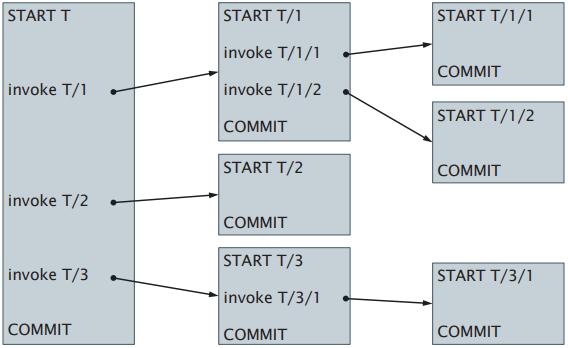 START T
invoke T/1
invoke T/2
invoke T/3
COMMIT
START T/1
invoke T/1/1
invoke T/1/2
COMMIT
START T/2
COMMIT
START T/3
invoke T/3/1
COMMIT
START T/1/1
COMMIT
START T/1/2
COMMIT
START T/3/1
COMMIT